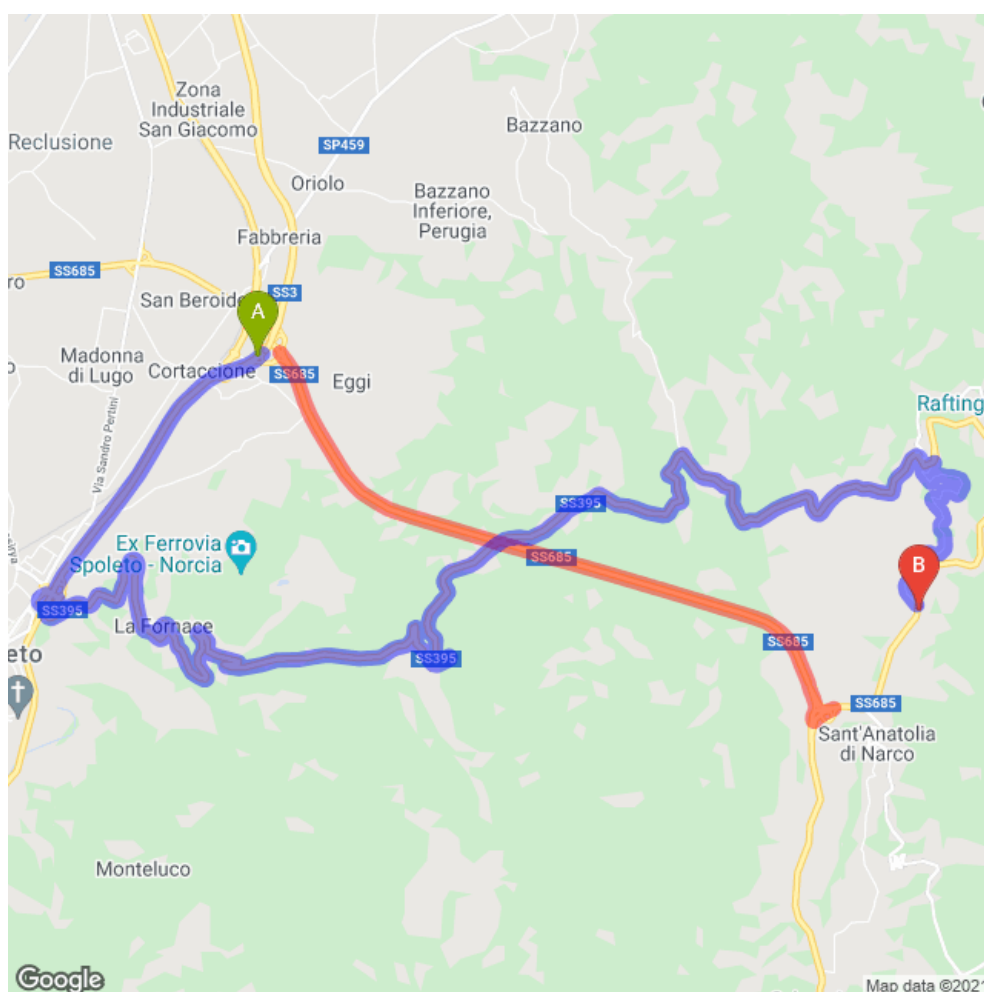 Zona
Industriale
San Giacomo
Bazzano
Reclusione
SP459
Oriolo
Bazzano
Inferiore,
Perugia
Fabbreria
SS685
ro
San Beroide
SS3
A
Madonna
di Lugo
Cortaccione
SS685
Eggi
Rafting
Via Sandro Pertini
SS395
Ex Ferrovia
Spoleto - Norcia
SS685
B
SS395
La Fornace
eto
SS395
SS685
SS685
Sant'Anatolia
di Narco
Monteluco
Google
Map data ©2021